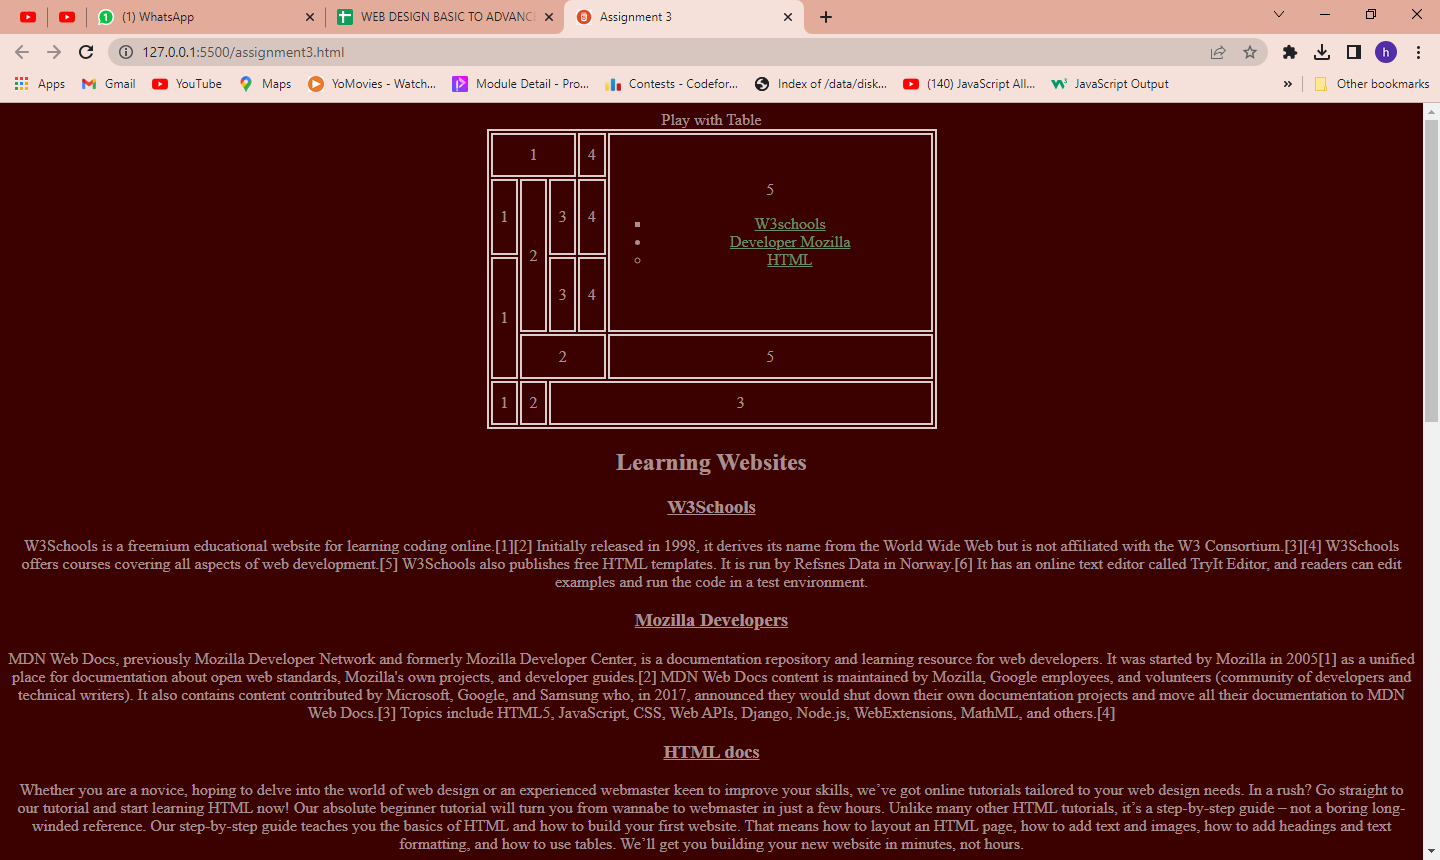 (1) WhatsApp
WEB DESIGN BASIC TO ADVANC
Assignment 3
127.0.0.1:5500/assignment3.html
h
Apps
Gmail
YouTube
Maps
YoMovies - Watch...
Module Detail - Pro...
Contests - Codefor...
Index of /data/disk...
(140) JavaScript All...
JavaScript Output
»
Other bookmarks
Play with Table
1 4
5
W3schools
Developer Mozilla
HTML
1 2 3 4
1 3 4
2 5
1 2 3
Learning Websites
W3Schools
W3Schools is a freemium educational website for learning coding online.[1][2] Initially released in 1998, it derives its name from the World Wide Web but is not affiliated with the W3 Consortium.[3][4] W3Schools
offers courses covering all aspects of web development.[5] W3Schools also publishes free HTML templates. It is run by Refsnes Data in Norway.[6] It has an online text editor called TryIt Editor, and readers can edit
examples and run the code in a test environment.
Mozilla Developers
MDN Web Docs, previously Mozilla Developer Network and formerly Mozilla Developer Center, is a documentation repository and learning resource for web developers. It was started by Mozilla in 2005[1] as a unified
place for documentation about open web standards, Mozilla's own projects, and developer guides.[2] MDN Web Docs content is maintained by Mozilla, Google employees, and volunteers (community of developers and
technical writers). It also contains content contributed by Microsoft, Google, and Samsung who, in 2017, announced they would shut down their own documentation projects and move all their documentation to MDN
Web Docs.[3] Topics include HTML5, JavaScript, CSS, Web APIs, Django, Node.js, WebExtensions, MathML, and others.[4]
HTML docs
Whether you are a novice, hoping to delve into the world of web design or an experienced webmaster keen to improve your skills, we’ve got online tutorials tailored to your web design needs. In a rush? Go straight to
our tutorial and start learning HTML now! Our absolute beginner tutorial will turn you from wannabe to webmaster in just a few hours. Unlike many other HTML tutorials, it’s a step-by-step guide – not a boring long-
winded reference. Our step-by-step guide teaches you the basics of HTML and how to build your first website. That means how to layout an HTML page, how to add text and images, how to add headings and text
formatting, and how to use tables. We’ll get you building your new website in minutes, not hours.